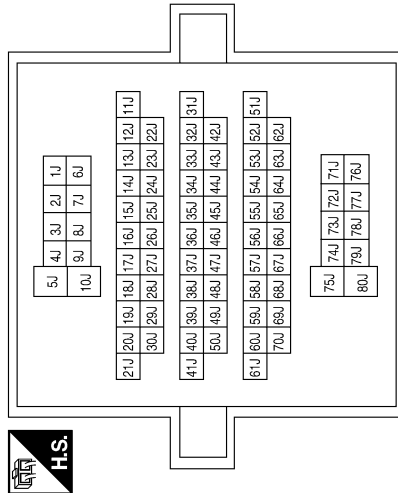 H.S.
5J 4J 3J 2J 1J
10J 9J 8J 7J 6J
21J 20J 19J 18J 17J 16J 15J 14J 13J 12J 11J
30J 29J 28J 27J 26J 25J 24J 23J 22J
41J 40J 39J 38J 37J 36J 35J 34J 33J 32J 31J
50J 49J 48J 47J 46J 45J 44J 43J 42J
61J 60J 59J 58J 57J 56J 55J 54J 53J 52J 51J
70J 69J 68J 67J 66J 65J 64J 63J 62J
75J 74J 73J 72J 71J
80J 79J 78J 77J 76J